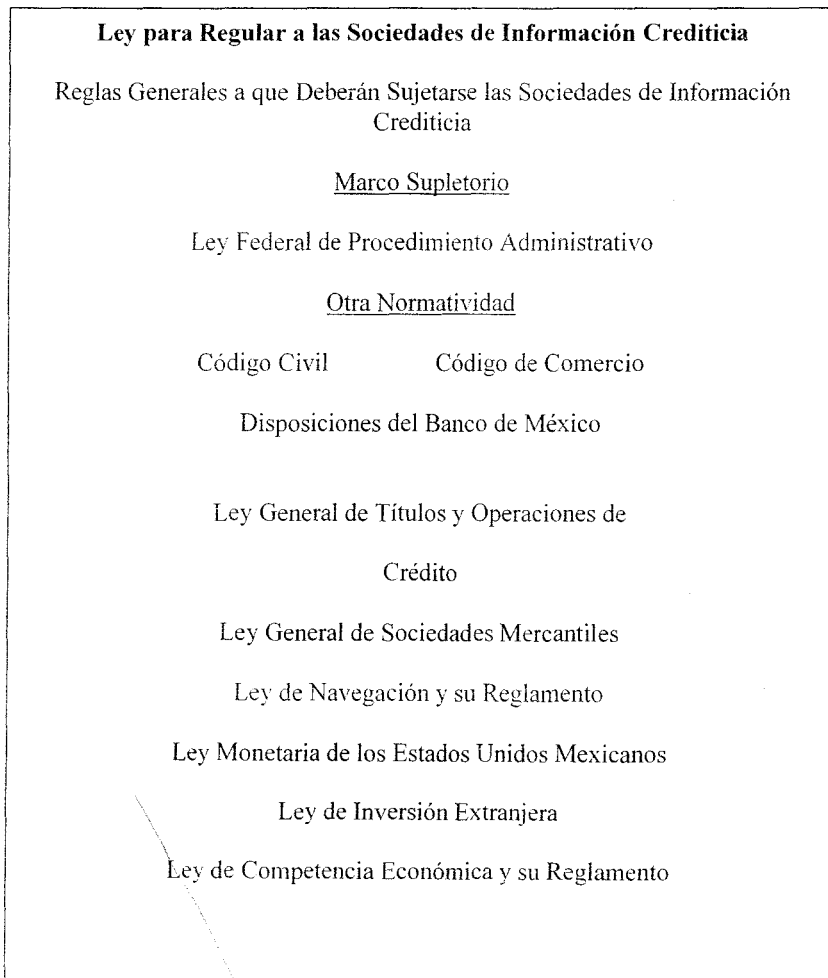 Ley para Regular a las Sociedades de Información Crediticia
Reglas Generales a que Deberán Sujetarse las Sociedades de Información
Crediticia
Marco Supletorio
Ley Federal de Procedimiento Administrativo
Otra Normatividad
Código Civil Código de Comercio
Disposiciones del Banco de México
Ley General de Títulos y Operaciones de
Crédito
Ley General de Sociedades Mercantiles
Ley de Navegación y su Reglamento
Ley Monetaria de los Estados Unidos Mexicanos
Ley de Inversión Extranjera
Ley de Competencia Económica y su Reglamento